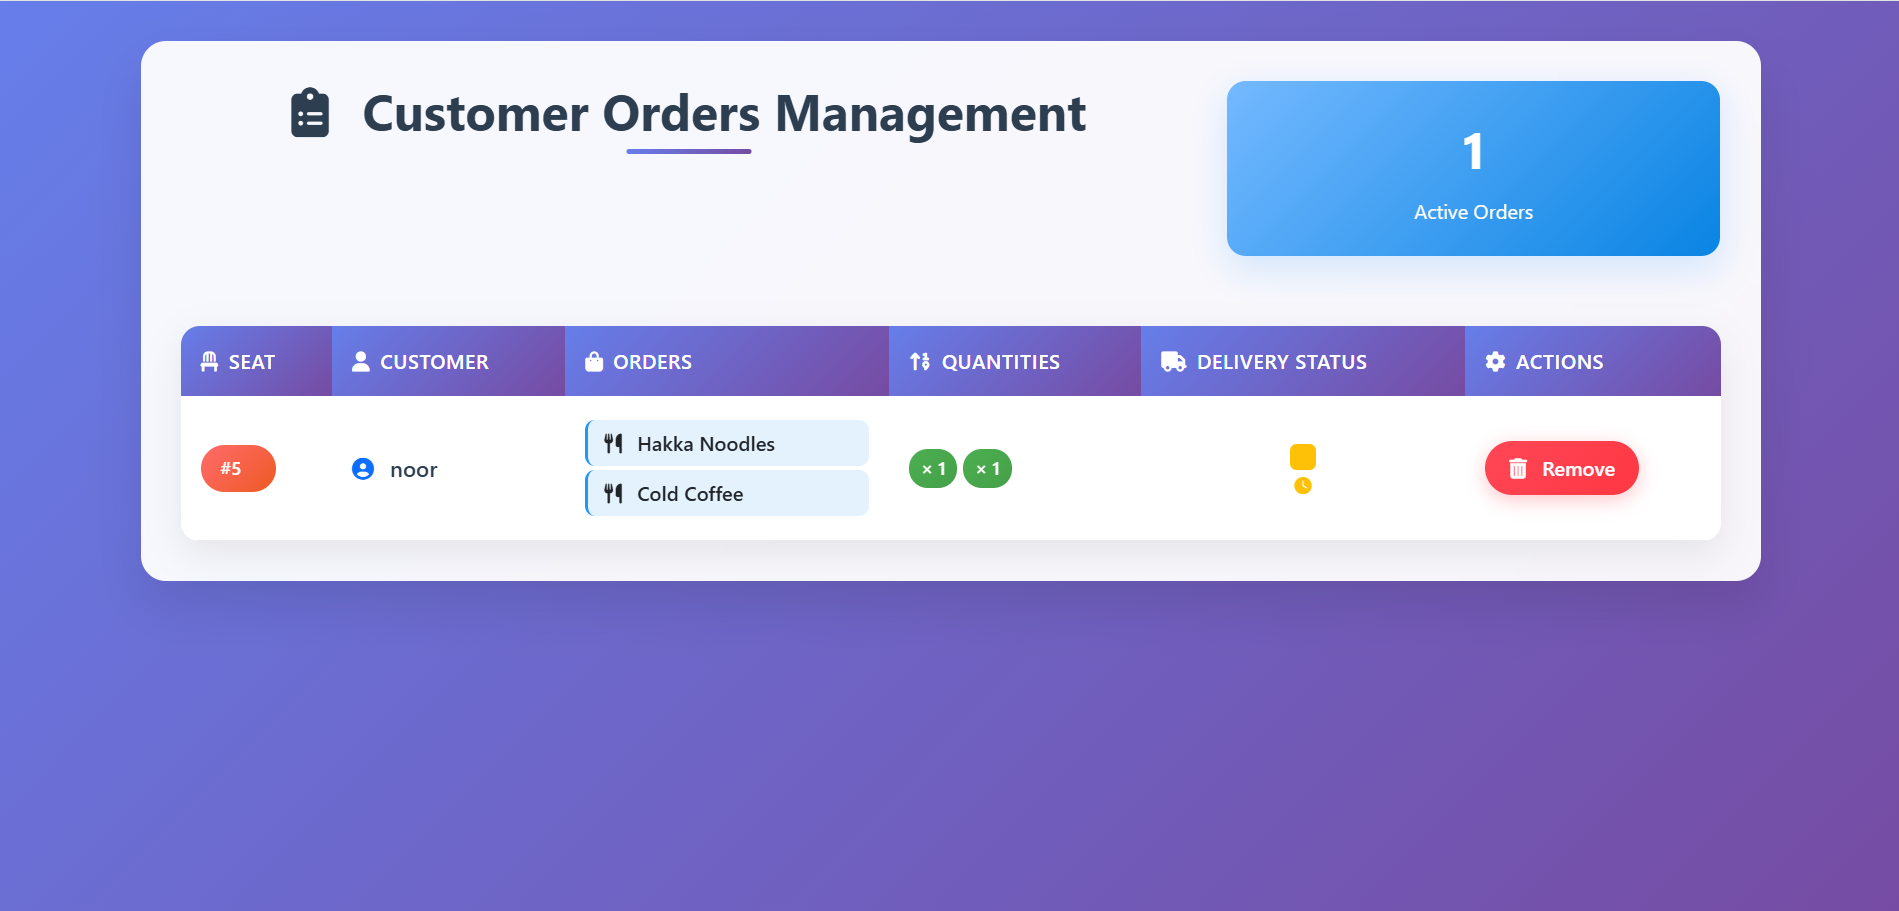 Customer Orders Management
1
Active Orders
SEAT CUSTOMER ORDERS QUANTITIES DELIVERY STATUS ACTIONS
#5 noor Hakka Noodles × 1 × 1 Remove
Cold Coffee